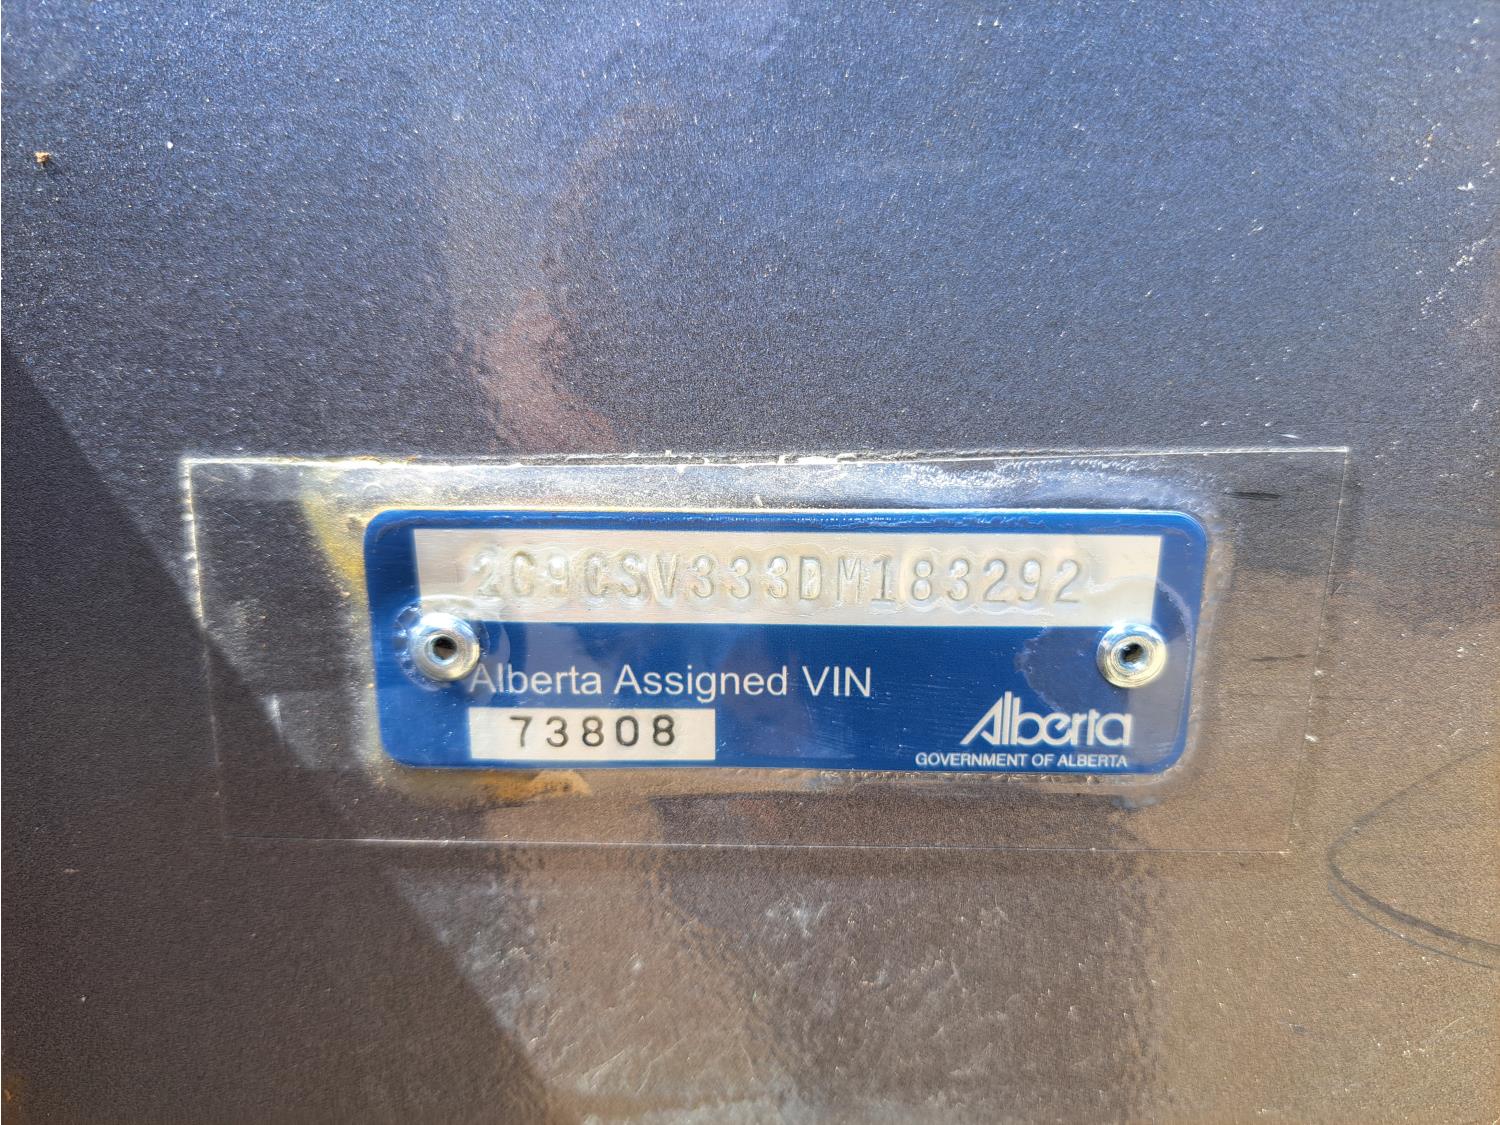 2C9CSV333DM183292
Alberta Assigned VIN
73808
Alberta
GOVERNMENT OF ALBERTA